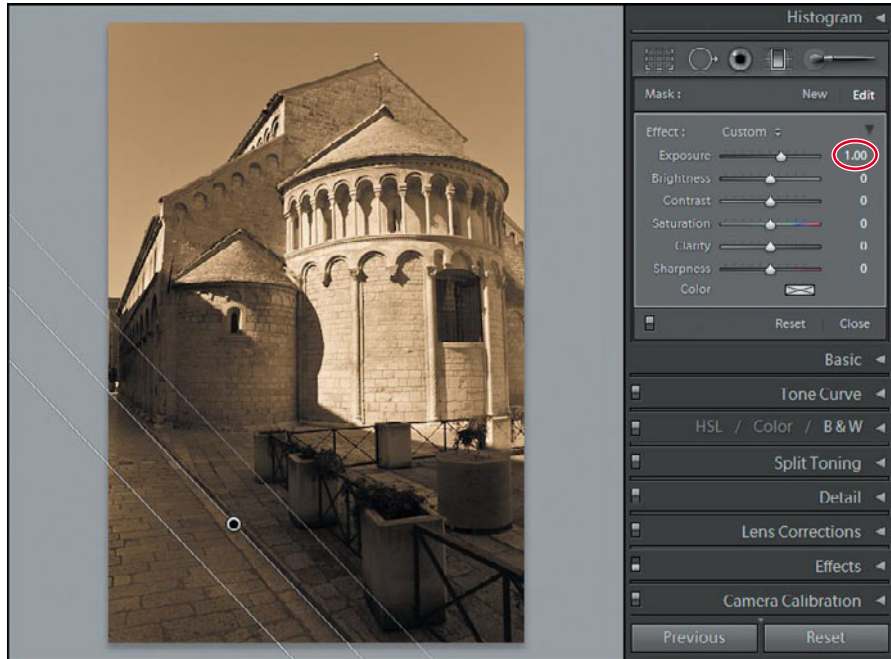 Histogram
Mask : New Edit
Effect : Custom
Exposure 1.00
Brightness 0
Contrast 0
Saturation 0
Clarity 0
Sharpness 0
Color
Reset Close
Basic
Tone Curve
HSL / Color / B & W
Split Toning
Detail
Lens Corrections
Effects
Camera Calibration
Previous Reset